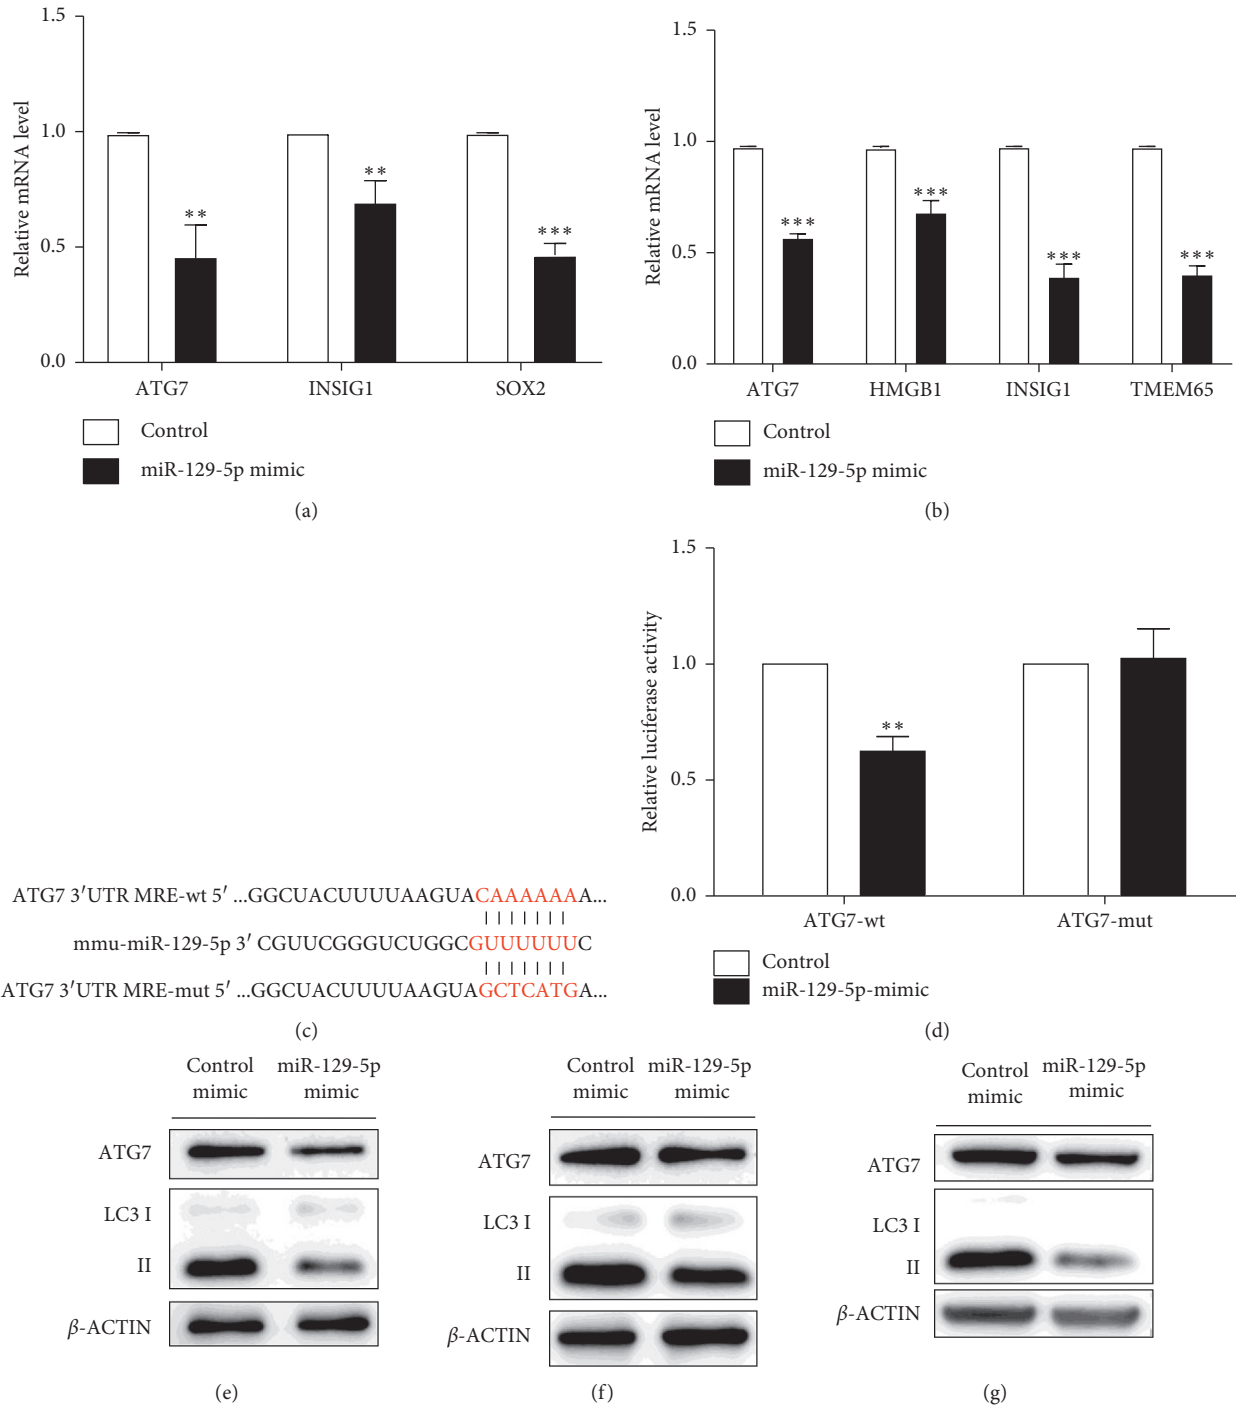 1.5
1.0
0.5
0.0
Relative mRNA level
**
**
***
ATG7 INSIG1 SOX2
Control
miR-129-5p mimic
(a)
1.5
1.0
0.5
0.0
Relative mRNA level
***
***
***
***
ATG7 HMGB1 INSIG1 TMEM65
Control
miR-129-5p mimic
(b)
ATG7 3′UTR MRE-wt 5′ ...GGCUACUUUUAAGUACAAAAAAA...
mmu-miR-129-5p 3′ CGUUCGGGUCUGGCGUUUUUUC
ATG7 3′UTR MRE-mut 5′ ...GGCUACUUUUAAGUAGCTCATGA...
(c)
1.5
1.0
0.5
0.0
Relative luciferase activity
**
ATG7-wt ATG7-mut
Control
miR-129-5p-mimic
(d)
Control mimic
miR-129-5p mimic
ATG7
LC3 I
II
β-ACTIN
(e)
Control mimic
miR-129-5p mimic
ATG7
LC3 I
II
β-ACTIN
(f)
Control mimic
miR-129-5p mimic
ATG7
LC3 I
II
β-ACTIN
(g)